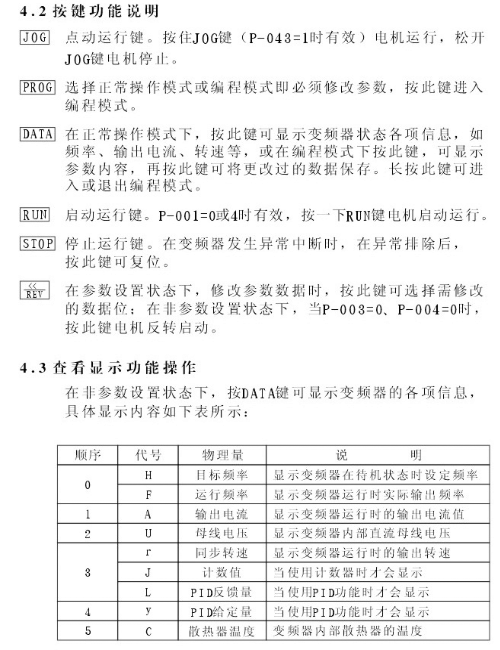 4.2 按键功能说明
JOG 点动运行键。按住JOG键（P-043=1时有效）电机运行，松开
JOG键电机停止。
PROG 选择正常操作模式或编程模式即必须修改参数，按此键进入
编程模式。
DATA 在正常操作模式下，按此键可显示变频器状态各项信息，如
频率、输出电流、转速等，或在编程模式下按此键，可显示
参数内容，再按此键可将更改过的数据保存。长按此键可进
入或退出编程模式。
RUN 启动运行键。P-001=0或4时有效，按一下RUN键电机启动运行。
STOP 停止运行键。在变频器发生异常中断时，在异常排除后，
按此键可复位。
<<
REV 在参数设置状态下，修改参数数据时，按此键可选择需修改
的数据位；在非参数设置状态下，当P-003=0、P-004=0时，
按此键电机反转启动。
4.3 查看显示功能操作
在非参数设置状态下，按DATA键可显示变频器的各项信息，
具体显示内容如下表所示：
顺序 代号 物理量 说 明
0 H 目标频率 显示变频器在待机状态时设定频率
F 运行频率 显示变频器运行时实际输出频率
1 A 输出电流 显示变频器运行时的输出电流值
2 U 母线电压 显示变频器内部直流母线电压
3 r 同步转速 显示变频器运行时的输出转速
J 计数值 当使用计数器时才会显示
L PID反馈量 当使用PID功能时才会显示
4 y PID给定量 当使用PID功能时才会显示
5 C 散热器温度 变频器内部散热器的温度